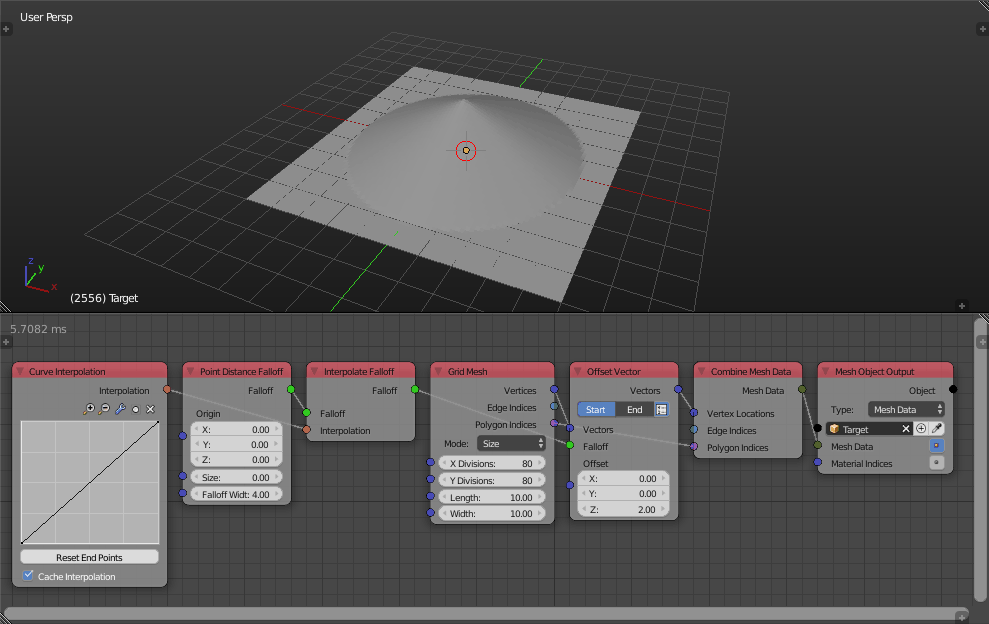 User Persp
z
y
x
(2556) Target
5.7082 ms
Curve Interpolation
Interpolation
Reset End Points
Cache Interpolation
Point Distance Falloff
Falloff
Origin
X: 0.00
Y: 0.00
Z: 0.00
Size: 0.00
Falloff Widt: 4.00
Interpolate Falloff
Falloff
Falloff
Interpolation
Grid Mesh
Vertices
Edge Indices
Polygon Indices
Mode: Size
X Divisions: 80
Y Divisions: 80
Length: 10.00
Width: 10.00
Offset Vector
Vectors
Start End
Vectors
Falloff
Offset
X: 0.00
Y: 0.00
Z: 2.00
Combine Mesh Data
Mesh Data
Vertex Locations
Edge Indices
Polygon Indices
Mesh Object Output
Object
Type: Mesh Data
Target
Mesh Data
Material Indices